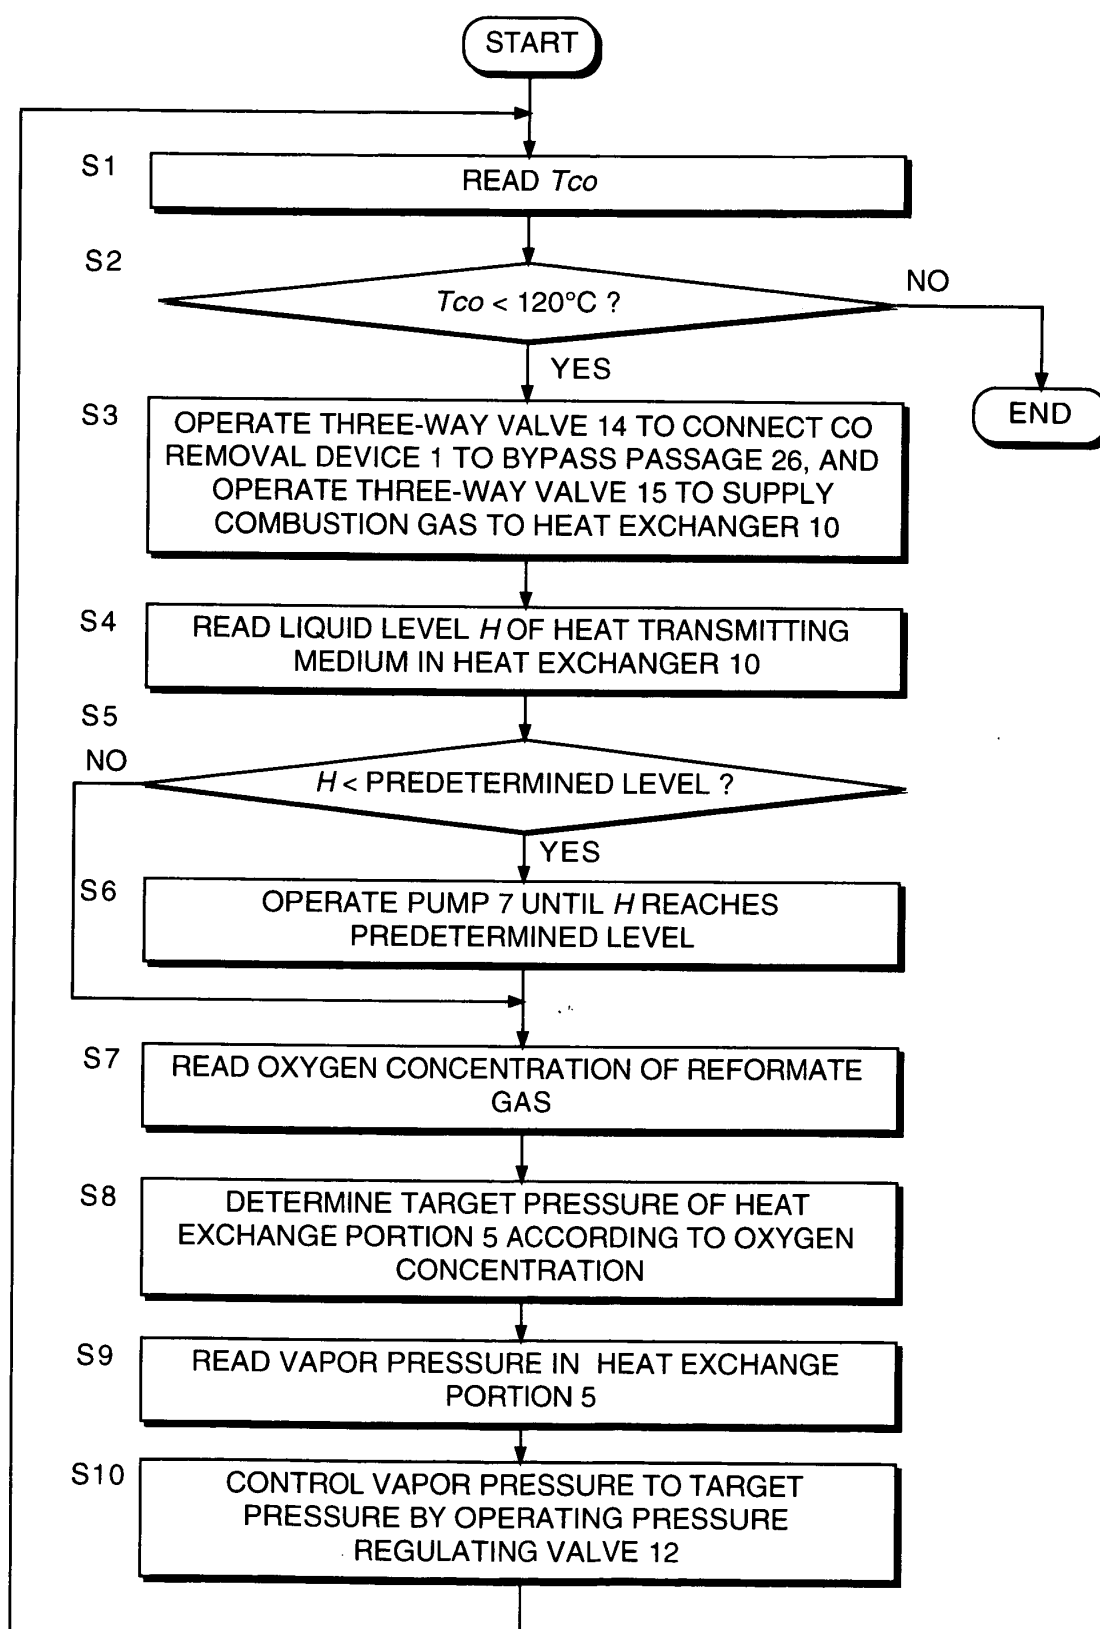 START
S1
READ Tco
S2
Tco < 120°C ?
NO
YES
END
S3
OPERATE THREE-WAY VALVE 14 TO CONNECT CO
REMOVAL DEVICE 1 TO BYPASS PASSAGE 26, AND
OPERATE THREE-WAY VALVE 15 TO SUPPLY
COMBUSTION GAS TO HEAT EXCHANGER 10
S4
READ LIQUID LEVEL H OF HEAT TRANSMITTING
MEDIUM IN HEAT EXCHANGER 10
S5
NO
H < PREDETERMINED LEVEL ?
YES
S6
OPERATE PUMP 7 UNTIL H REACHES
PREDETERMINED LEVEL
S7
READ OXYGEN CONCENTRATION OF REFORMATE
GAS
S8
DETERMINE TARGET PRESSURE OF HEAT
EXCHANGE PORTION 5 ACCORDING TO OXYGEN
CONCENTRATION
S9
READ VAPOR PRESSURE IN HEAT EXCHANGE
PORTION 5
S10
CONTROL VAPOR PRESSURE TO TARGET
PRESSURE BY OPERATING PRESSURE
REGULATING VALVE 12